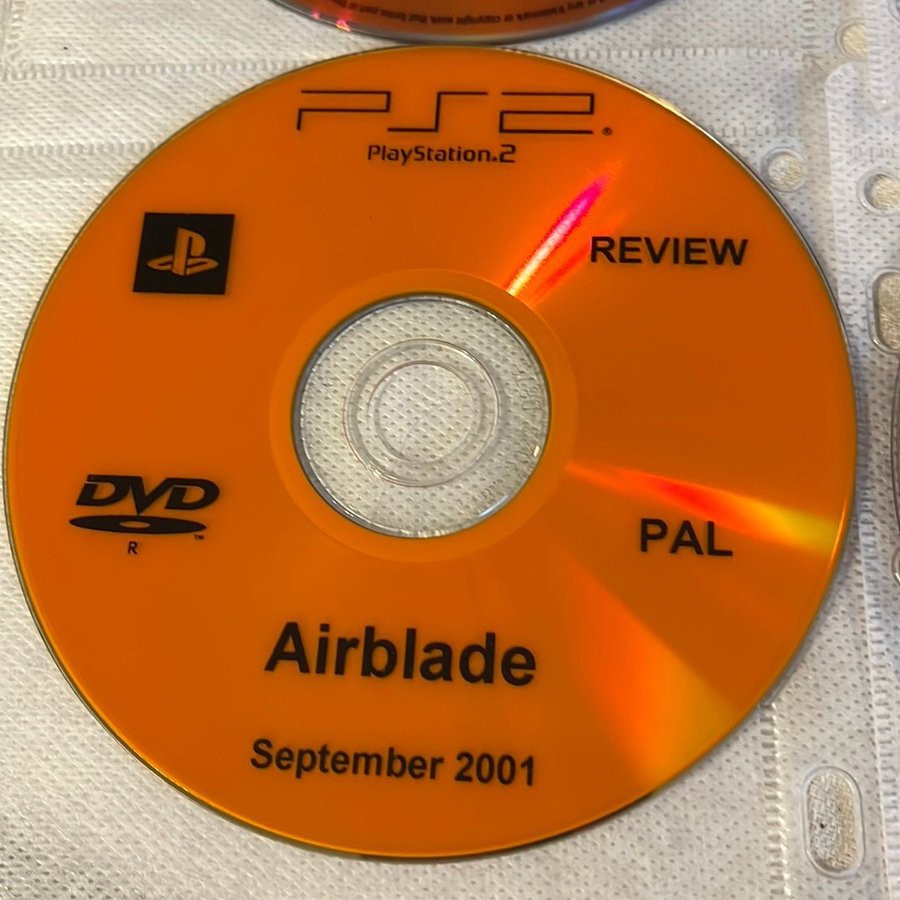 PS2®
PlayStation®2
REVIEW
DVD
™
R
PAL
Airblade
September 2001